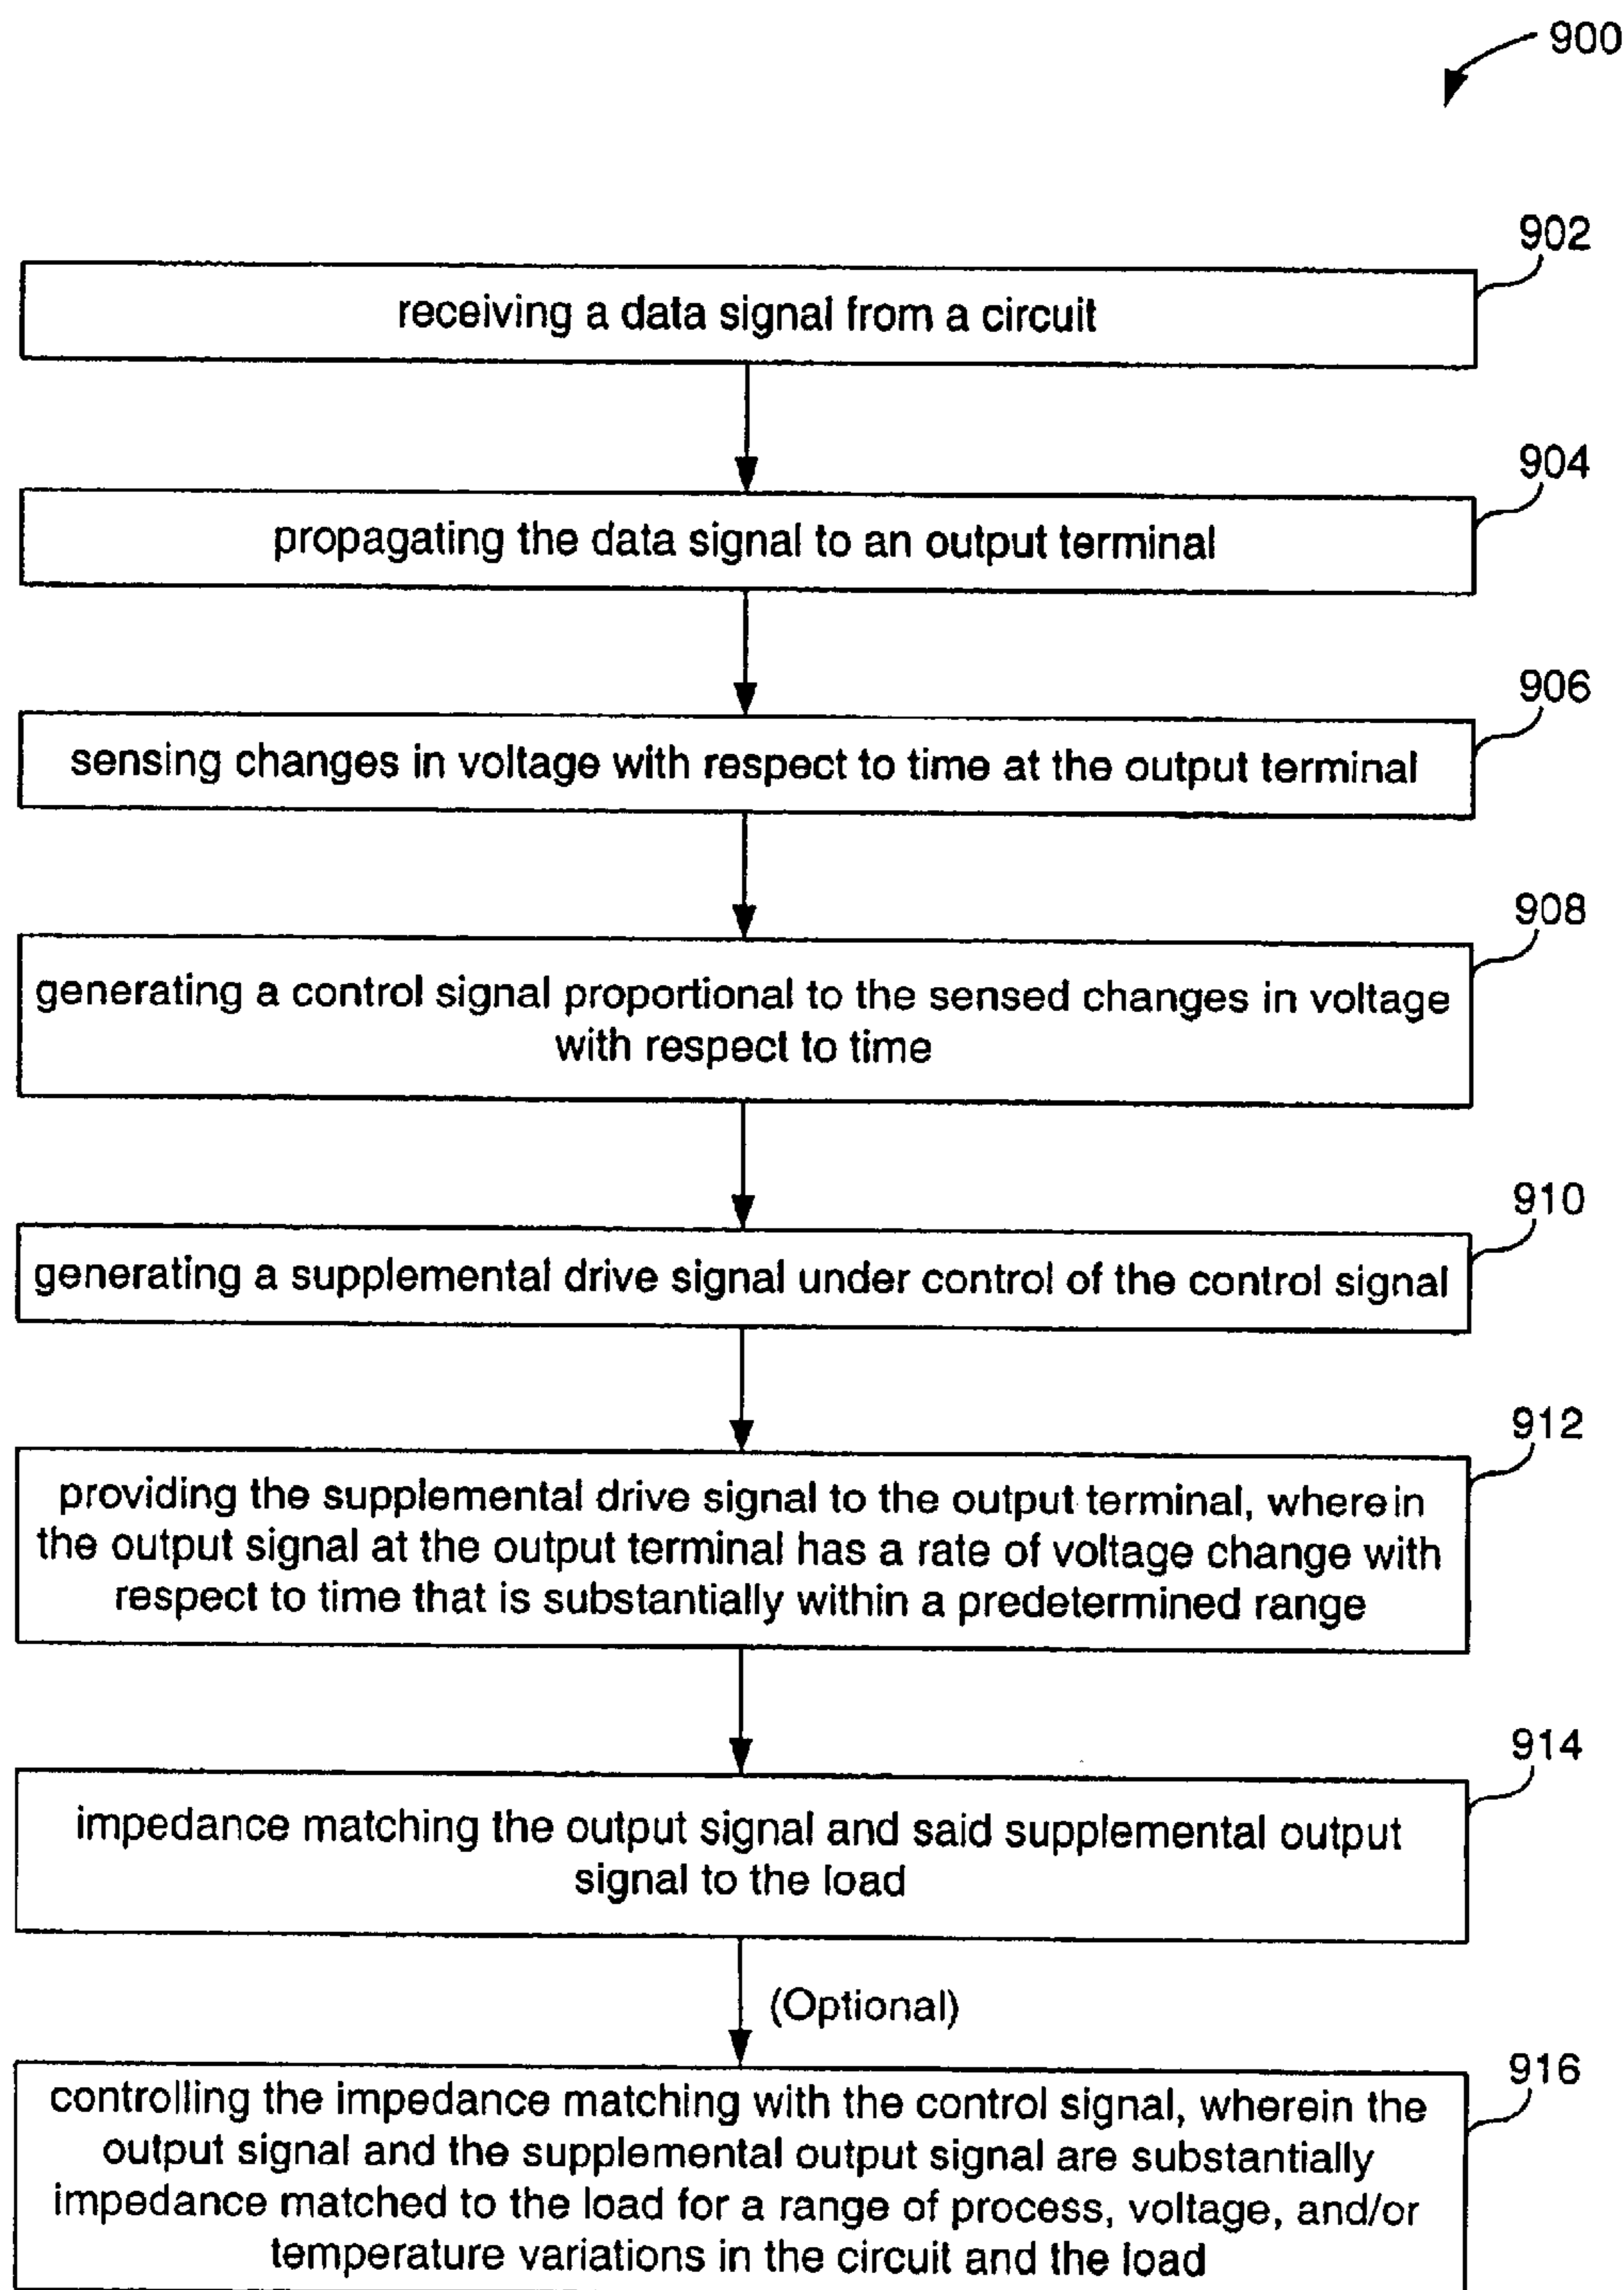 900
902
receiving a data signal from a circuit
904
propagating the data signal to an output terminal
906
sensing changes in voltage with respect to time at the output terminal
908
generating a control signal proportional to the sensed changes in voltage
with respect to time
910
generating a supplemental drive signal under control of the control signal
912
providing the supplemental drive signal to the output terminal, wherein
the output signal at the output terminal has a rate of voltage change with
respect to time that is substantially within a predetermined range
914
impedance matching the output signal and said supplemental output
signal to the load
(Optional)
916
controlling the impedance matching with the control signal, wherein the
output signal and the supplemental output signal are substantially
impedance matched to the load for a range of process, voltage, and/or
temperature variations in the circuit and the load